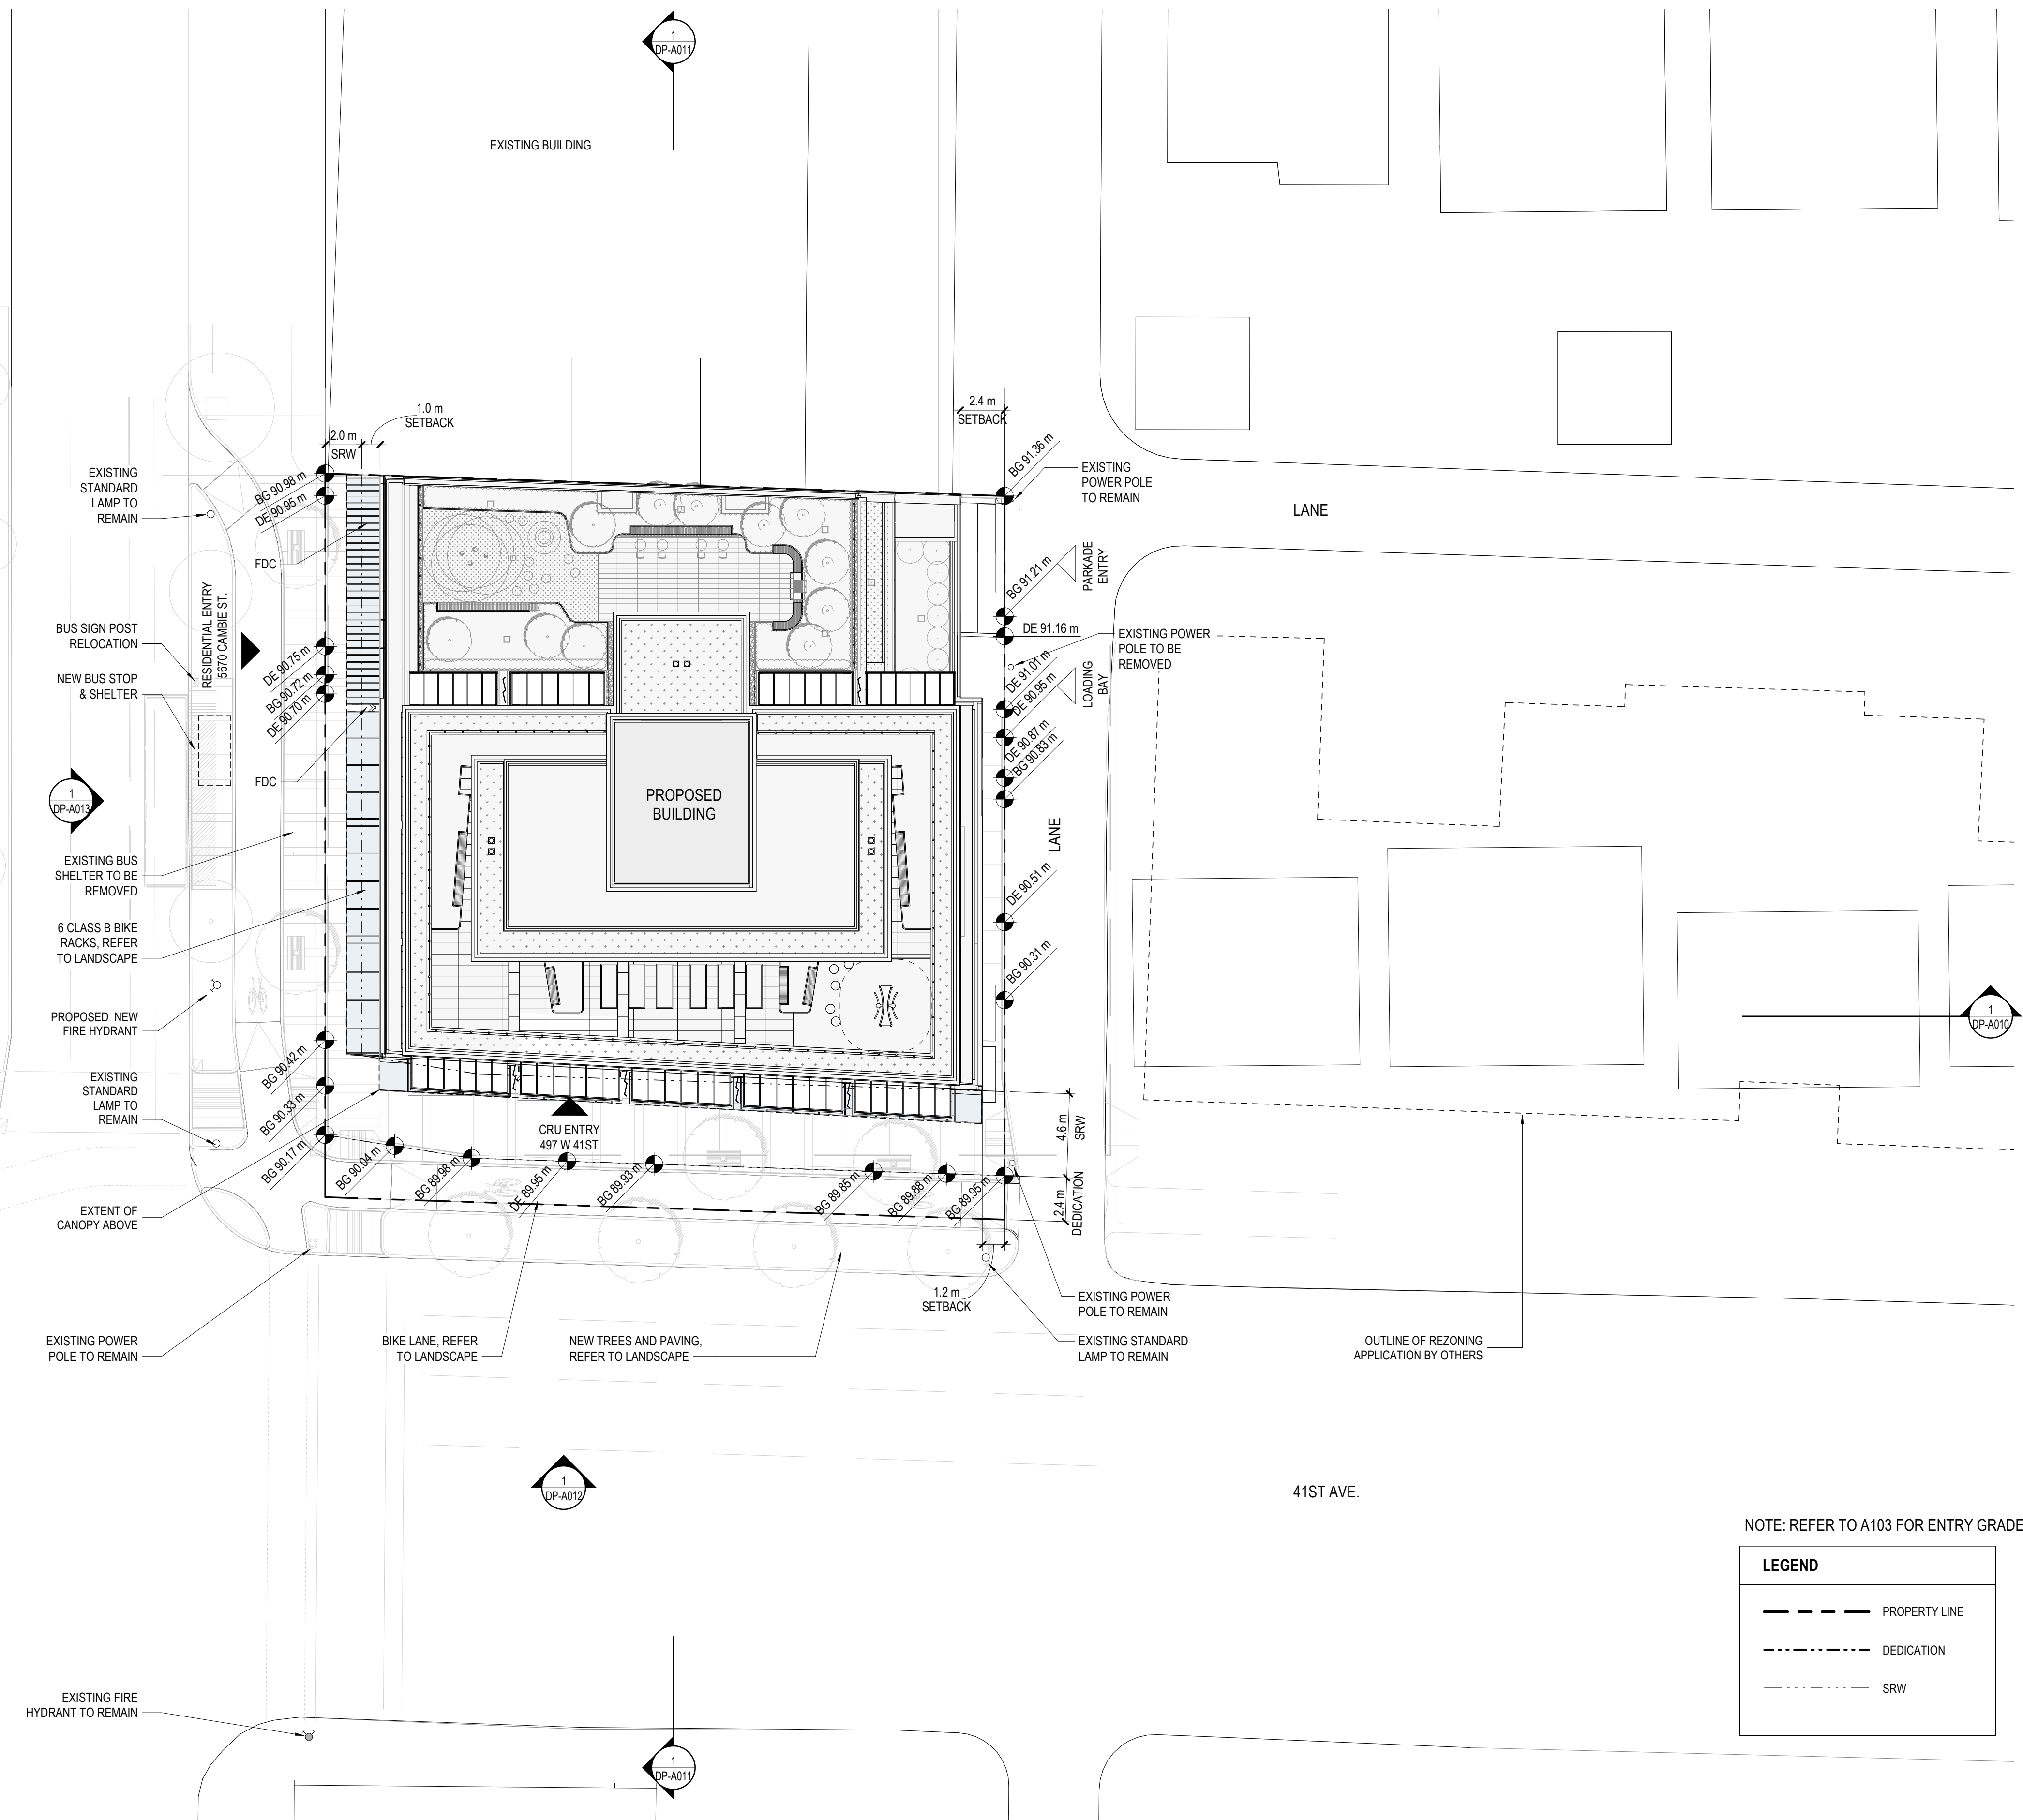 1
DP-A011
EXISTING BUILDING
1.0 m
SETBACK
2.0 m
SRW
2.4 m
SETBACK
EXISTING
STANDARD
LAMP TO
REMAIN
BG 90.98 m
DE 90.95 m
FDC
BG 91.36 m
EXISTING
POWER POLE
TO REMAIN
LANE
RESIDENTIAL ENTRY
5670 CAMBIE ST.
BUS SIGN POST
RELOCATION
NEW BUS STOP
& SHELTER
DE 90.75 m
BG 90.72 m
DE 90.70 m
FDC
BG 91.21 m
PARKADE
ENTRY
DE 91.16 m
EXISTING POWER
POLE TO BE
REMOVED
DE 91.01 m
DE 90.95 m
LOADING
BAY
DE 90.87 m
BG 90.83 m
1
DP-A013
PROPOSED
BUILDING
LANE
EXISTING BUS
SHELTER TO BE
REMOVED
6 CLASS B BIKE
RACKS, REFER
TO LANDSCAPE
DE 90.51 m
BG 90.31 m
PROPOSED NEW
FIRE HYDRANT
1
DP-A010
EXISTING
STANDARD
LAMP TO
REMAIN
BG 90.42 m
BG 90.33 m
BG 90.17 m
BG 90.04 m
BG 89.98 m
CRU ENTRY
497 W 41ST
DE 89.95 m
BG 89.93 m
BG 89.85 m
BG 89.88 m
BG 89.95 m
4.6 m
SRW
2.4 m
DEDICATION
EXTENT OF
CANOPY ABOVE
1.2 m
SETBACK
EXISTING POWER
POLE TO REMAIN
EXISTING POWER
POLE TO REMAIN
BIKE LANE, REFER
TO LANDSCAPE
NEW TREES AND PAVING,
REFER TO LANDSCAPE
EXISTING STANDARD
LAMP TO REMAIN
OUTLINE OF REZONING
APPLICATION BY OTHERS
1
DP-A012
41ST AVE.
NOTE: REFER TO A103 FOR ENTRY GRADE
LEGEND
PROPERTY LINE
DEDICATION
SRW
EXISTING FIRE
HYDRANT TO REMAIN
1
DP-A011